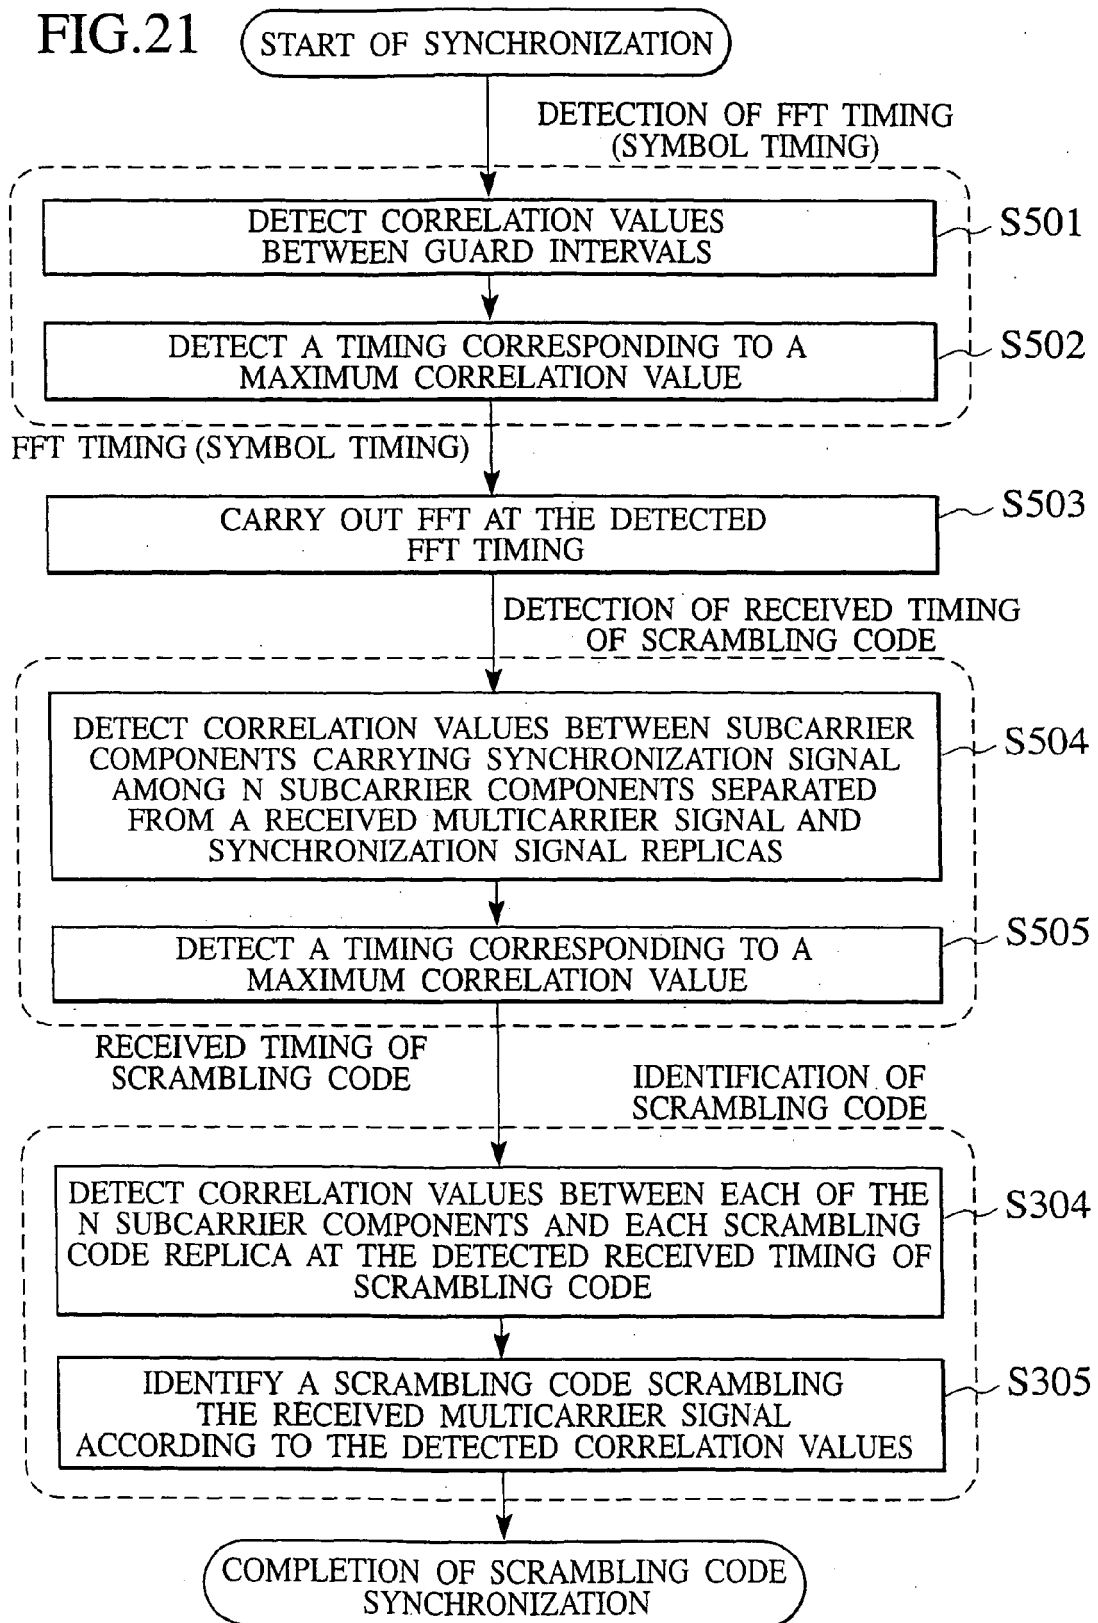 FIG.21
START OF SYNCHRONIZATION
DETECTION OF FFT TIMING
(SYMBOL TIMING)
DETECT CORRELATION VALUES
BETWEEN GUARD INTERVALS
S501
DETECT A TIMING CORRESPONDING TO A
MAXIMUM CORRELATION VALUE
S502
FFT TIMING (SYMBOL TIMING)
CARRY OUT FFT AT THE DETECTED
FFT TIMING
S503
DETECTION OF RECEIVED TIMING
OF SCRAMBLING CODE
DETECT CORRELATION VALUES BETWEEN SUBCARRIER
COMPONENTS CARRYING SYNCHRONIZATION SIGNAL
AMONG N SUBCARRIER COMPONENTS SEPARATED
FROM A RECEIVED MULTICARRIER SIGNAL AND
SYNCHRONIZATION SIGNAL REPLICAS
S504
DETECT A TIMING CORRESPONDING TO A
MAXIMUM CORRELATION VALUE
S505
RECEIVED TIMING OF
SCRAMBLING CODE
IDENTIFICATION OF
SCRAMBLING CODE
DETECT CORRELATION VALUES BETWEEN EACH OF THE
N SUBCARRIER COMPONENTS AND EACH SCRAMBLING
CODE REPLICA AT THE DETECTED RECEIVED TIMING OF
SCRAMBLING CODE
S304
IDENTIFY A SCRAMBLING CODE SCRAMBLING
THE RECEIVED MULTICARRIER SIGNAL
ACCORDING TO THE DETECTED CORRELATION VALUES
S305
COMPLETION OF SCRAMBLING CODE
SYNCHRONIZATION